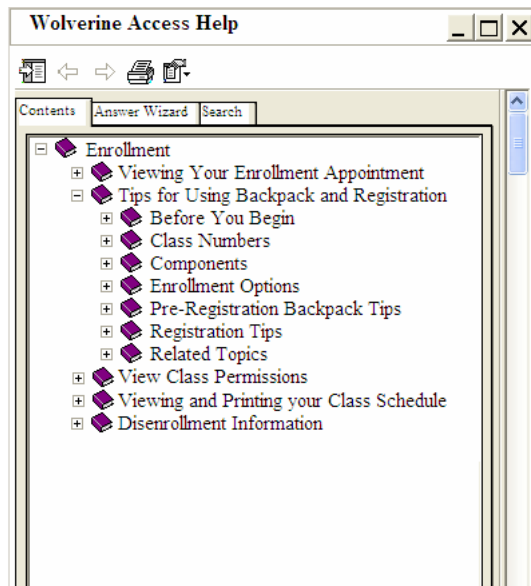 Wolverine Access Help
Contents Answer Wizard Search
Enrollment
Viewing Your Enrollment Appointment
Tips for Using Backpack and Registration
Before You Begin
Class Numbers
Components
Enrollment Options
Pre-Registration Backpack Tips
Registration Tips
Related Topics
View Class Permissions
Viewing and Printing your Class Schedule
Disenrollment Information